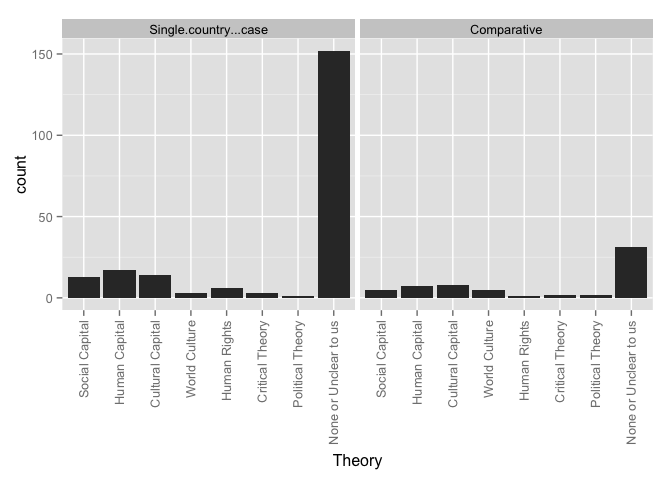 Single.country...case
Comparative
150
100
50
0
count
Social Capital
Human Capital
Cultural Capital
World Culture
Human Rights
Critical Theory
Political Theory
None or Unclear to us
Social Capital
Human Capital
Cultural Capital
World Culture
Human Rights
Critical Theory
Political Theory
None or Unclear to us
Theory